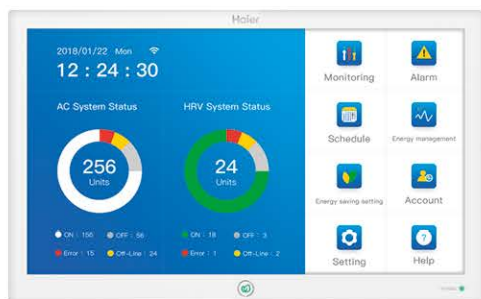 Haier
2018/01/22 Mon
12 : 24 : 30
AC System Status
HRV System Status
256
Units
24
Units
ON : 156
OFF : 56
Error : 15
Off-Line : 24
ON : 18
OFF : 3
Error : 1
Off-Line : 2
Monitoring
Alarm
Schedule
Energy management
Energy saving setting
Account
Setting
Help